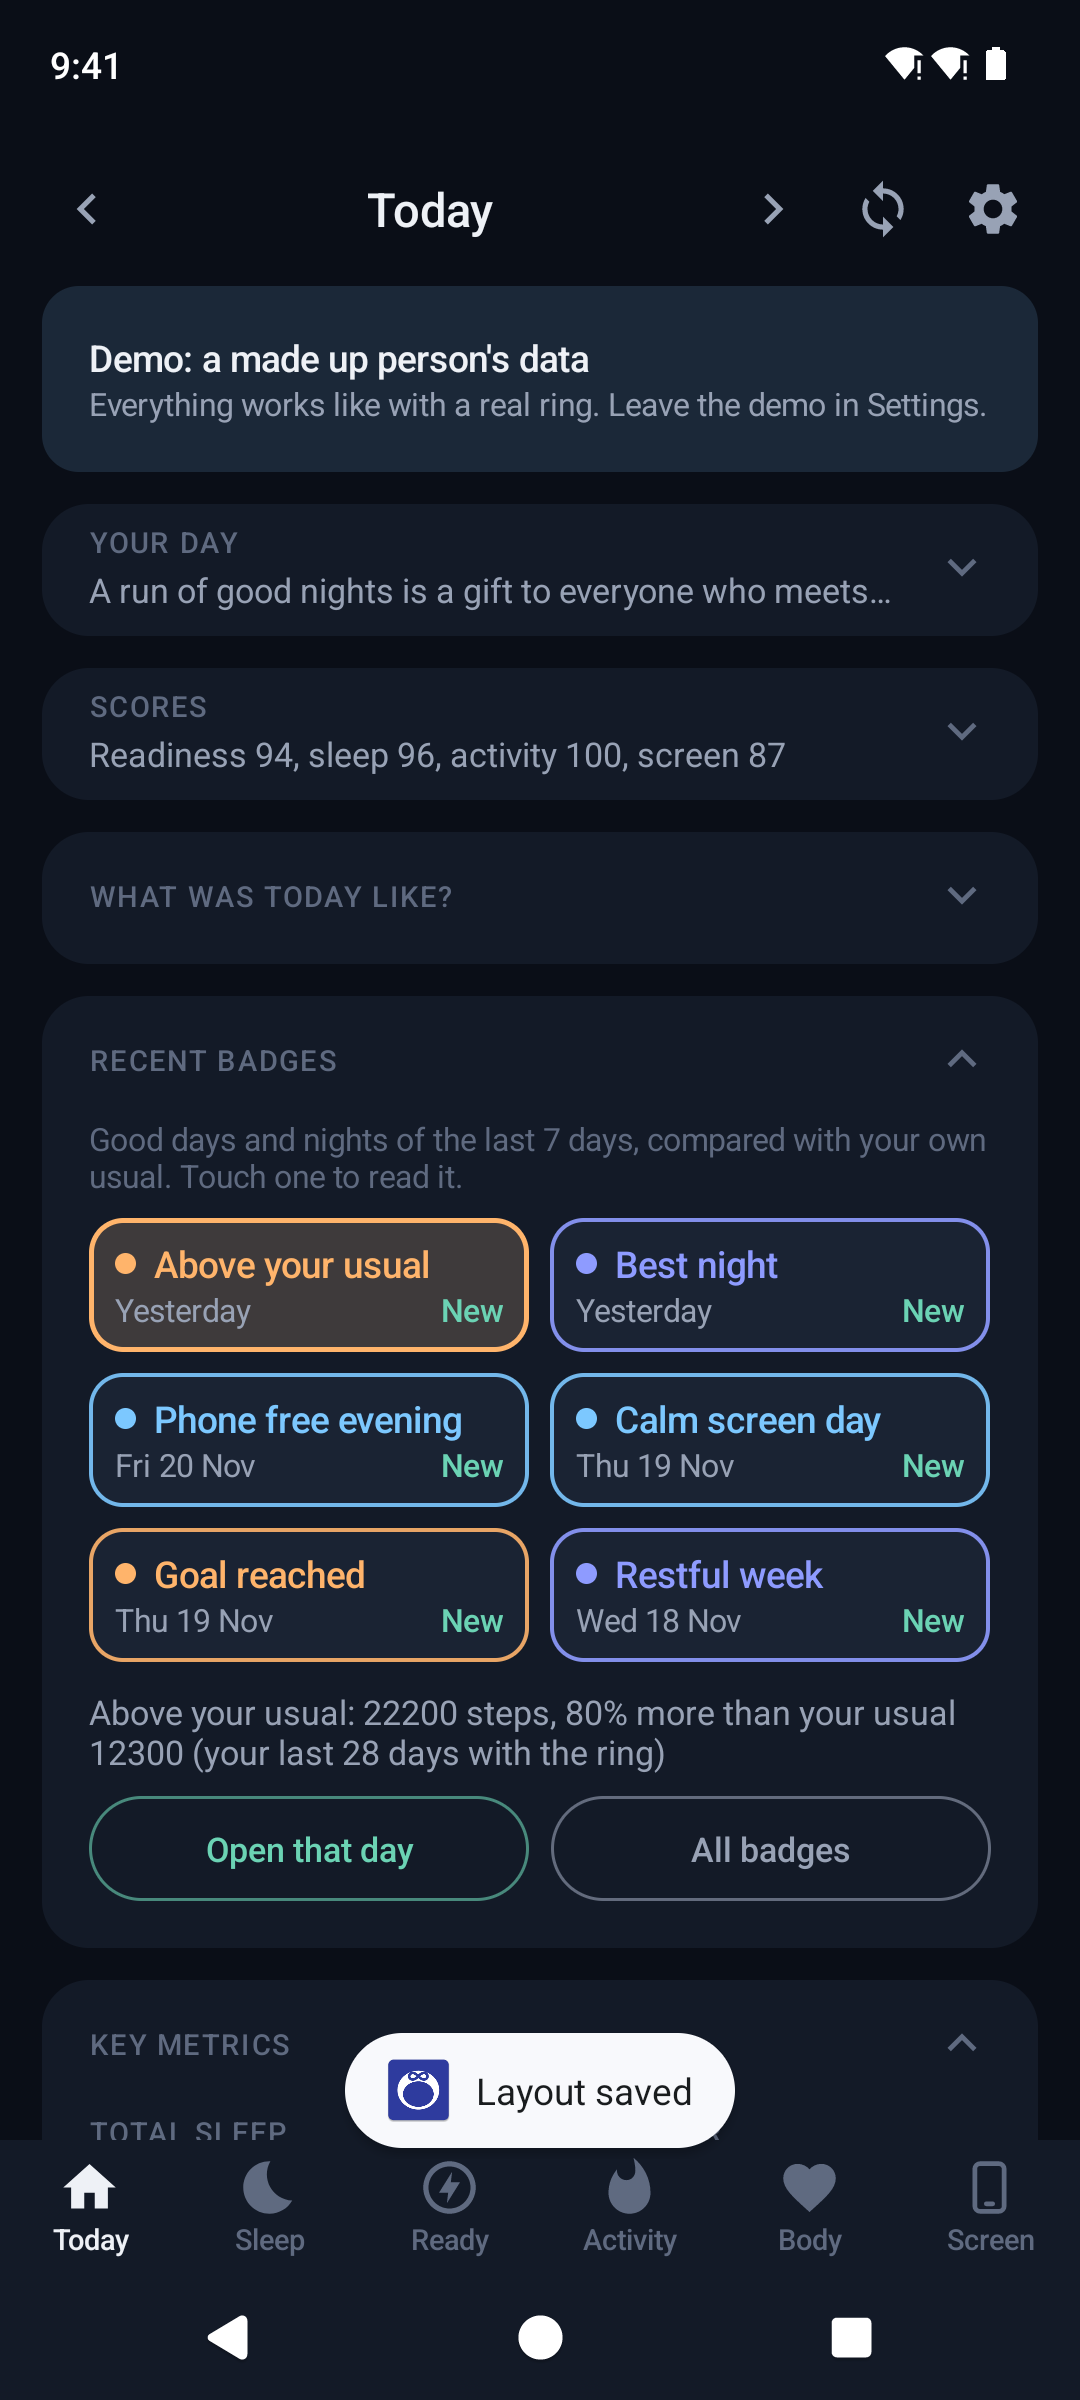 9:41
Today
Demo: a made up person's data
Everything works like with a real ring. Leave the demo in Settings.
YOUR DAY
A run of good nights is a gift to everyone who meets…
SCORES
Readiness 94, sleep 96, activity 100, screen 87
WHAT WAS TODAY LIKE?
RECENT BADGES
Good days and nights of the last 7 days, compared with your own
usual. Touch one to read it.
Above your usual
Yesterday New
Best night
Yesterday New
Phone free evening
Fri 20 Nov New
Calm screen day
Thu 19 Nov New
Goal reached
Thu 19 Nov New
Restful week
Wed 18 Nov New
Above your usual: 22200 steps, 80% more than your usual
12300 (your last 28 days with the ring)
Open that day
All badges
KEY METRICS
Layout saved
TOTAL SLEEP
Today
Sleep
Ready
Activity
Body
Screen